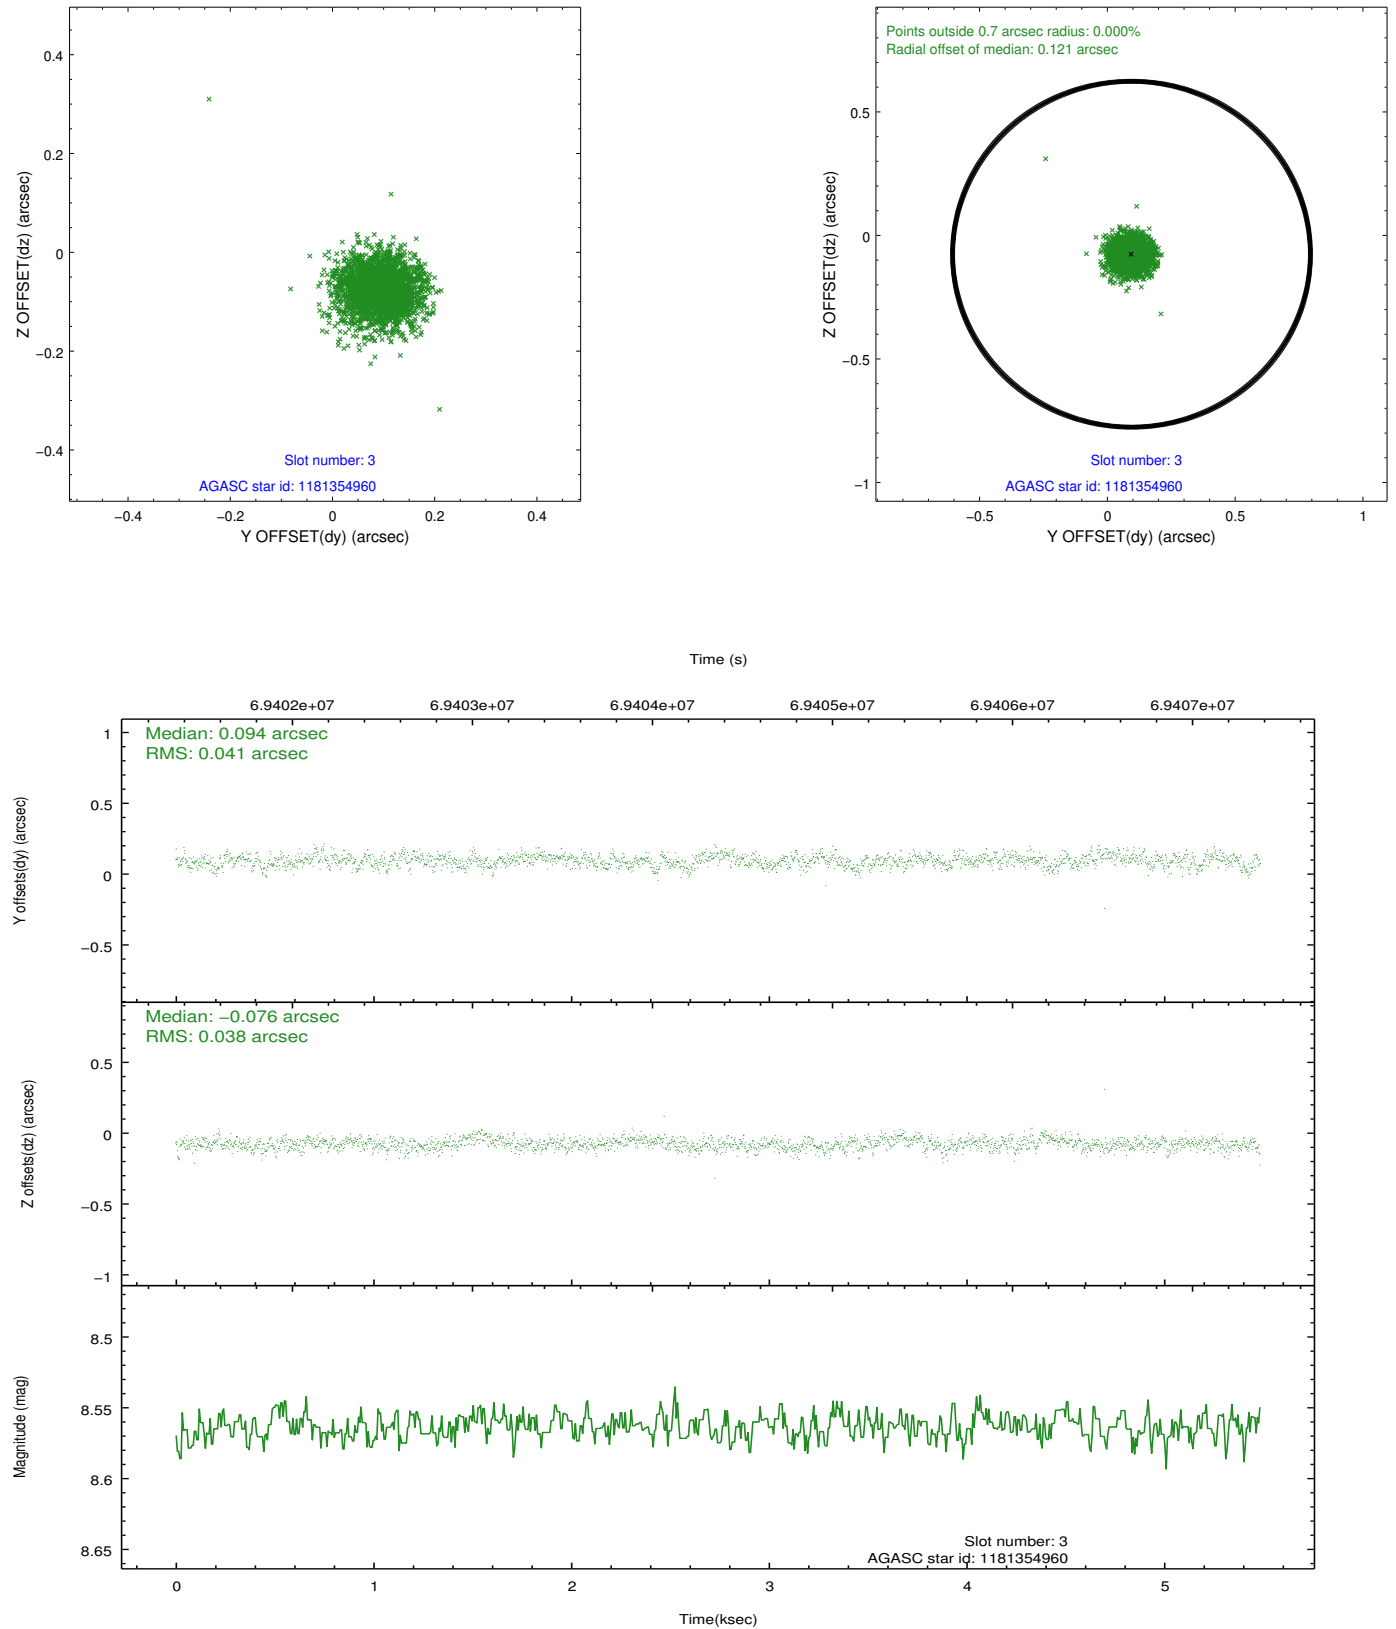 0.4
0.2
0
−0.2
−0.4
Z OFFSET(dz) (arcsec)
Slot number: 3
AGASC star id: 1181354960
−0.4 −0.2 0 0.2 0.4
Y OFFSET(dy) (arcsec)
Points outside 0.7 arcsec radius: 0.000%
Radial offset of median: 0.121 arcsec
0.5
0
−0.5
−1
Z OFFSET(dz) (arcsec)
Slot number: 3
AGASC star id: 1181354960
−0.5 0 0.5 1
Y OFFSET(dy) (arcsec)
Time (s)
6.9402e+07 6.9403e+07 6.9404e+07 6.9405e+07 6.9406e+07 6.9407e+07
Median: 0.094 arcsec
RMS: 0.041 arcsec
1
0.5
0
−0.5
Y offsets(dy) (arcsec)
Median: −0.076 arcsec
RMS: 0.038 arcsec
0.5
0
−0.5
−1
Z offsets(dz) (arcsec)
8.5
8.55
8.6
8.65
Magnitude (mag)
Slot number: 3
AGASC star id: 1181354960
0 1 2 3 4 5
Time(ksec)